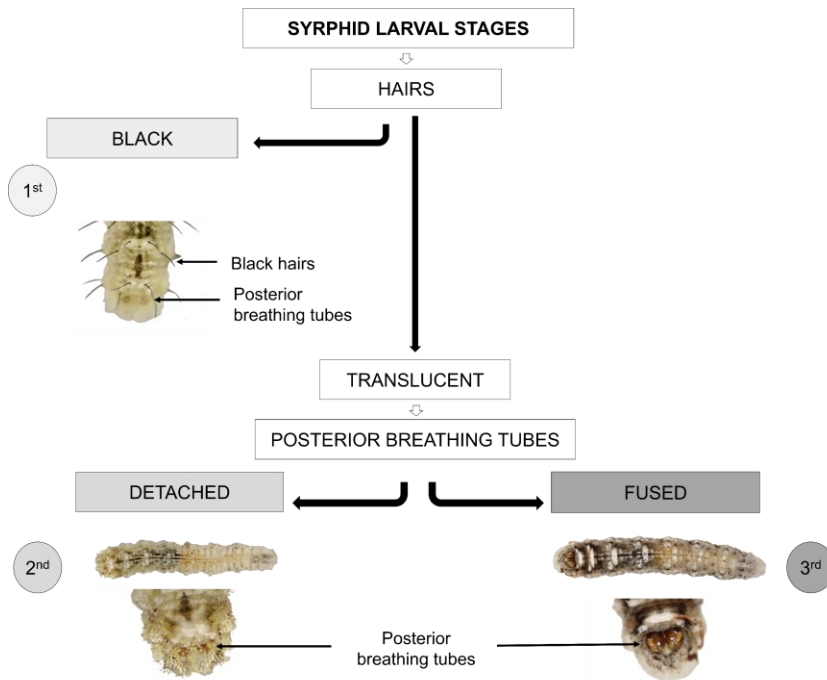 SYRPHID LARVAL STAGES
HAIRS
BLACK
1st
Black hairs
Posterior
breathing tubes
TRANSLUCENT
POSTERIOR BREATHING TUBES
DETACHED
FUSED
2nd
3rd
Posterior
breathing tubes